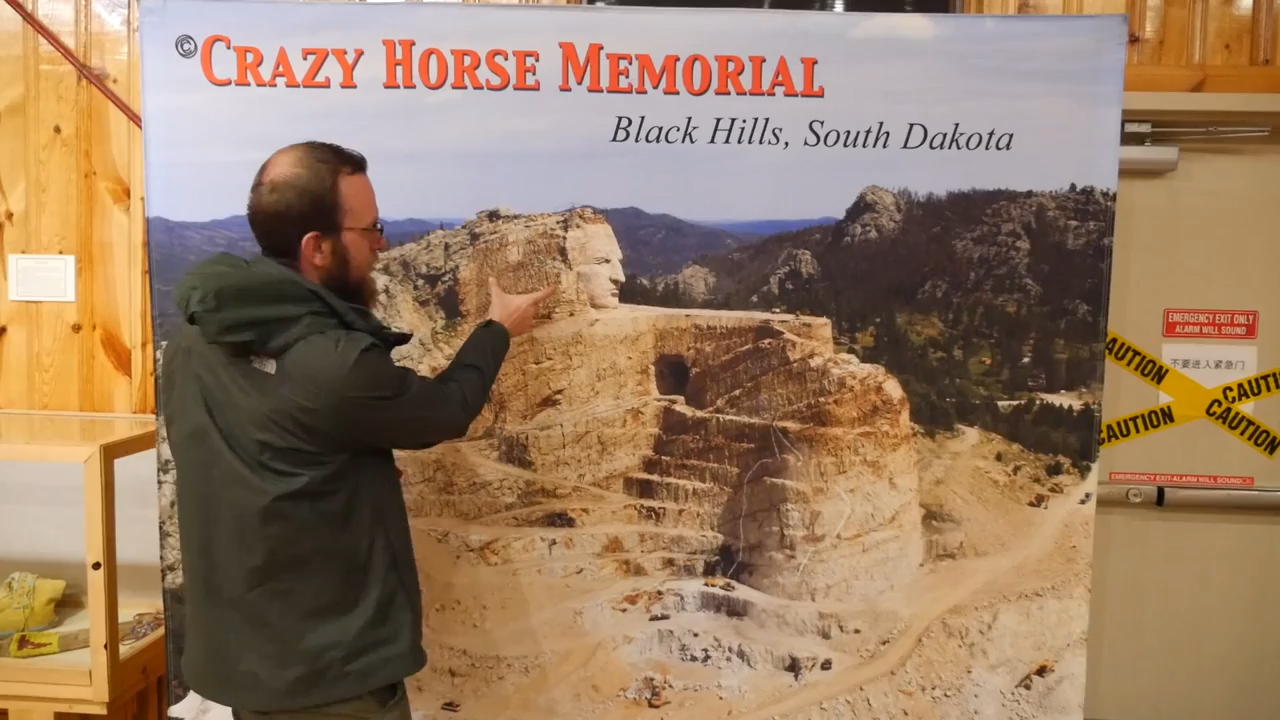 © CRAZY HORSE MEMORIAL
Black Hills, South Dakota
EMERGENCY EXIT ONLY
ALARM WILL SOUND
不要进入紧急门
CAUTION
CAUTION
CAUTION
EMERGENCY EXIT-ALARM WILL SOUND